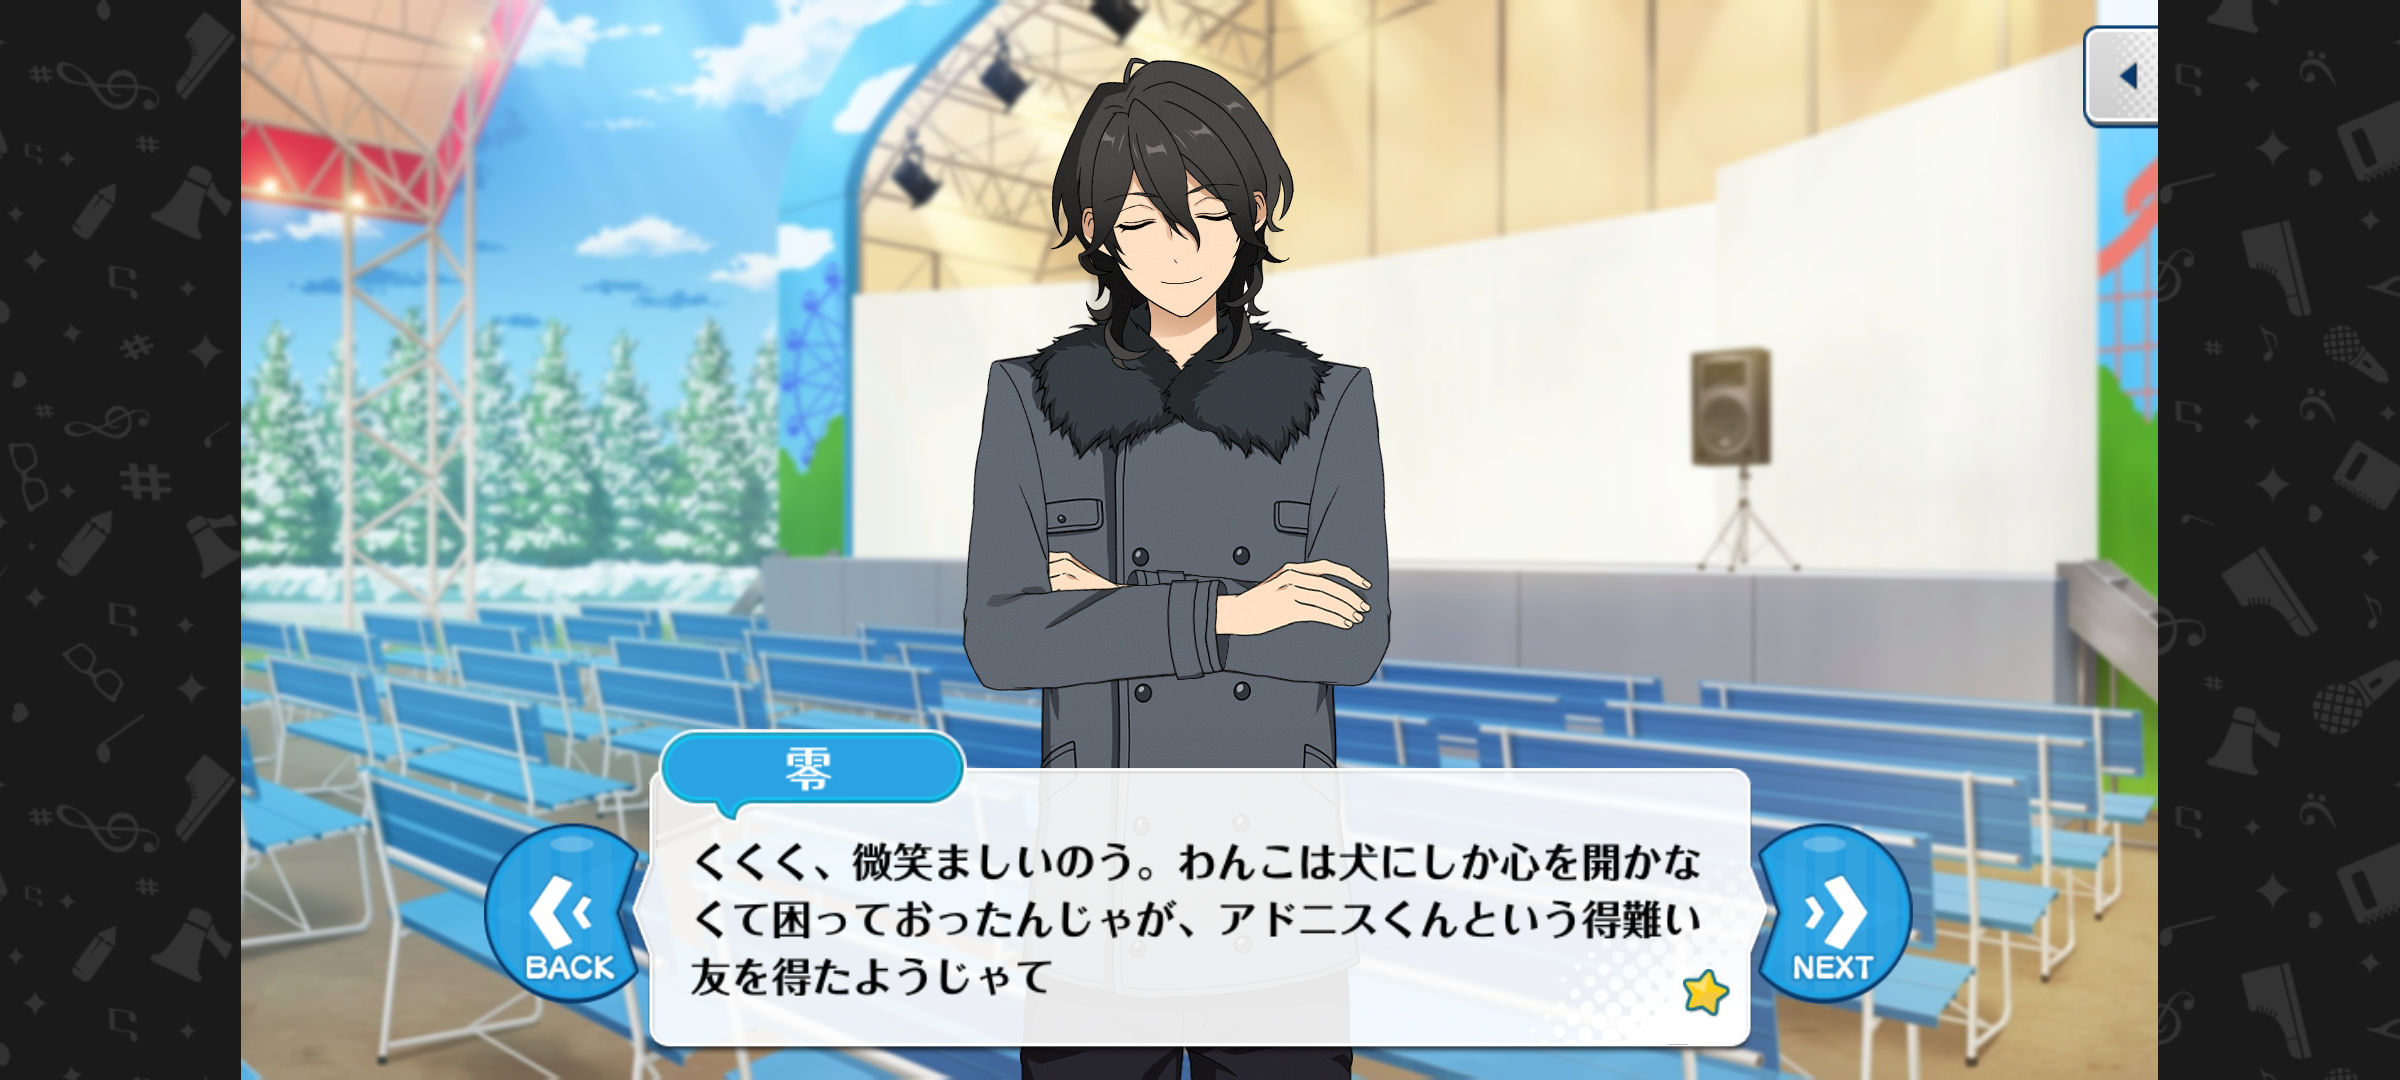 零
くくく、微笑ましいのう。わんこは犬にしか心を開かな
くて困っておったんじゃが、アドニスくんという得難い
友を得たようじゃて
BACK
NEXT